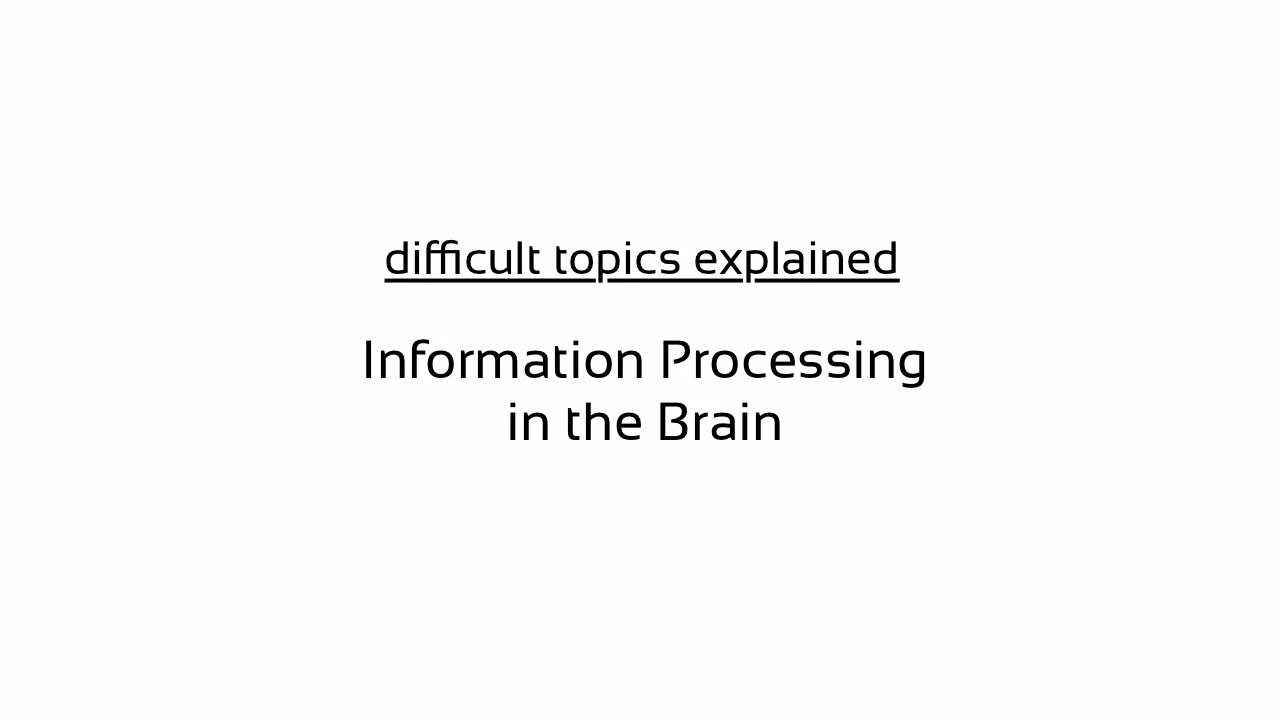 difficult topics explained
Information Processing
in the Brain